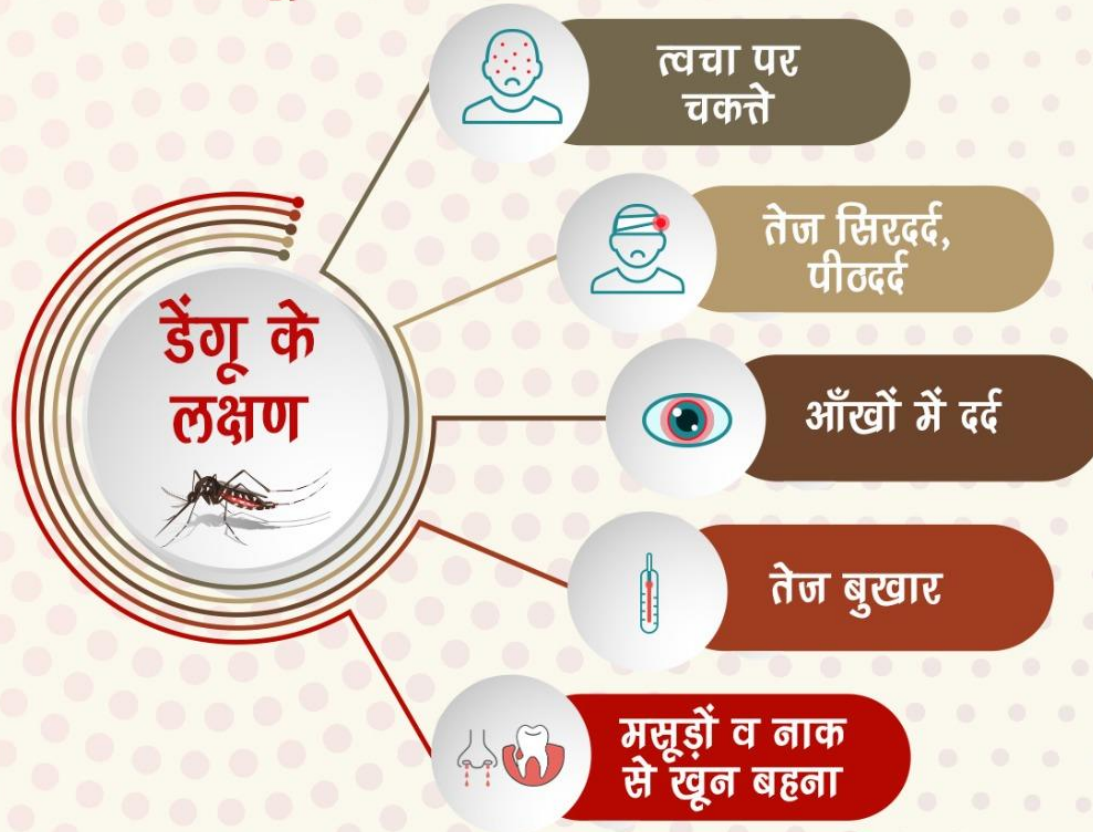 डेंगू के
लक्षण
त्वचा पर
चकत्ते
तेज सिरदर्द,
पीठदर्द
आँखों में दर्द
तेज बुखार
मसूड़ों व नाक
से खून बहना